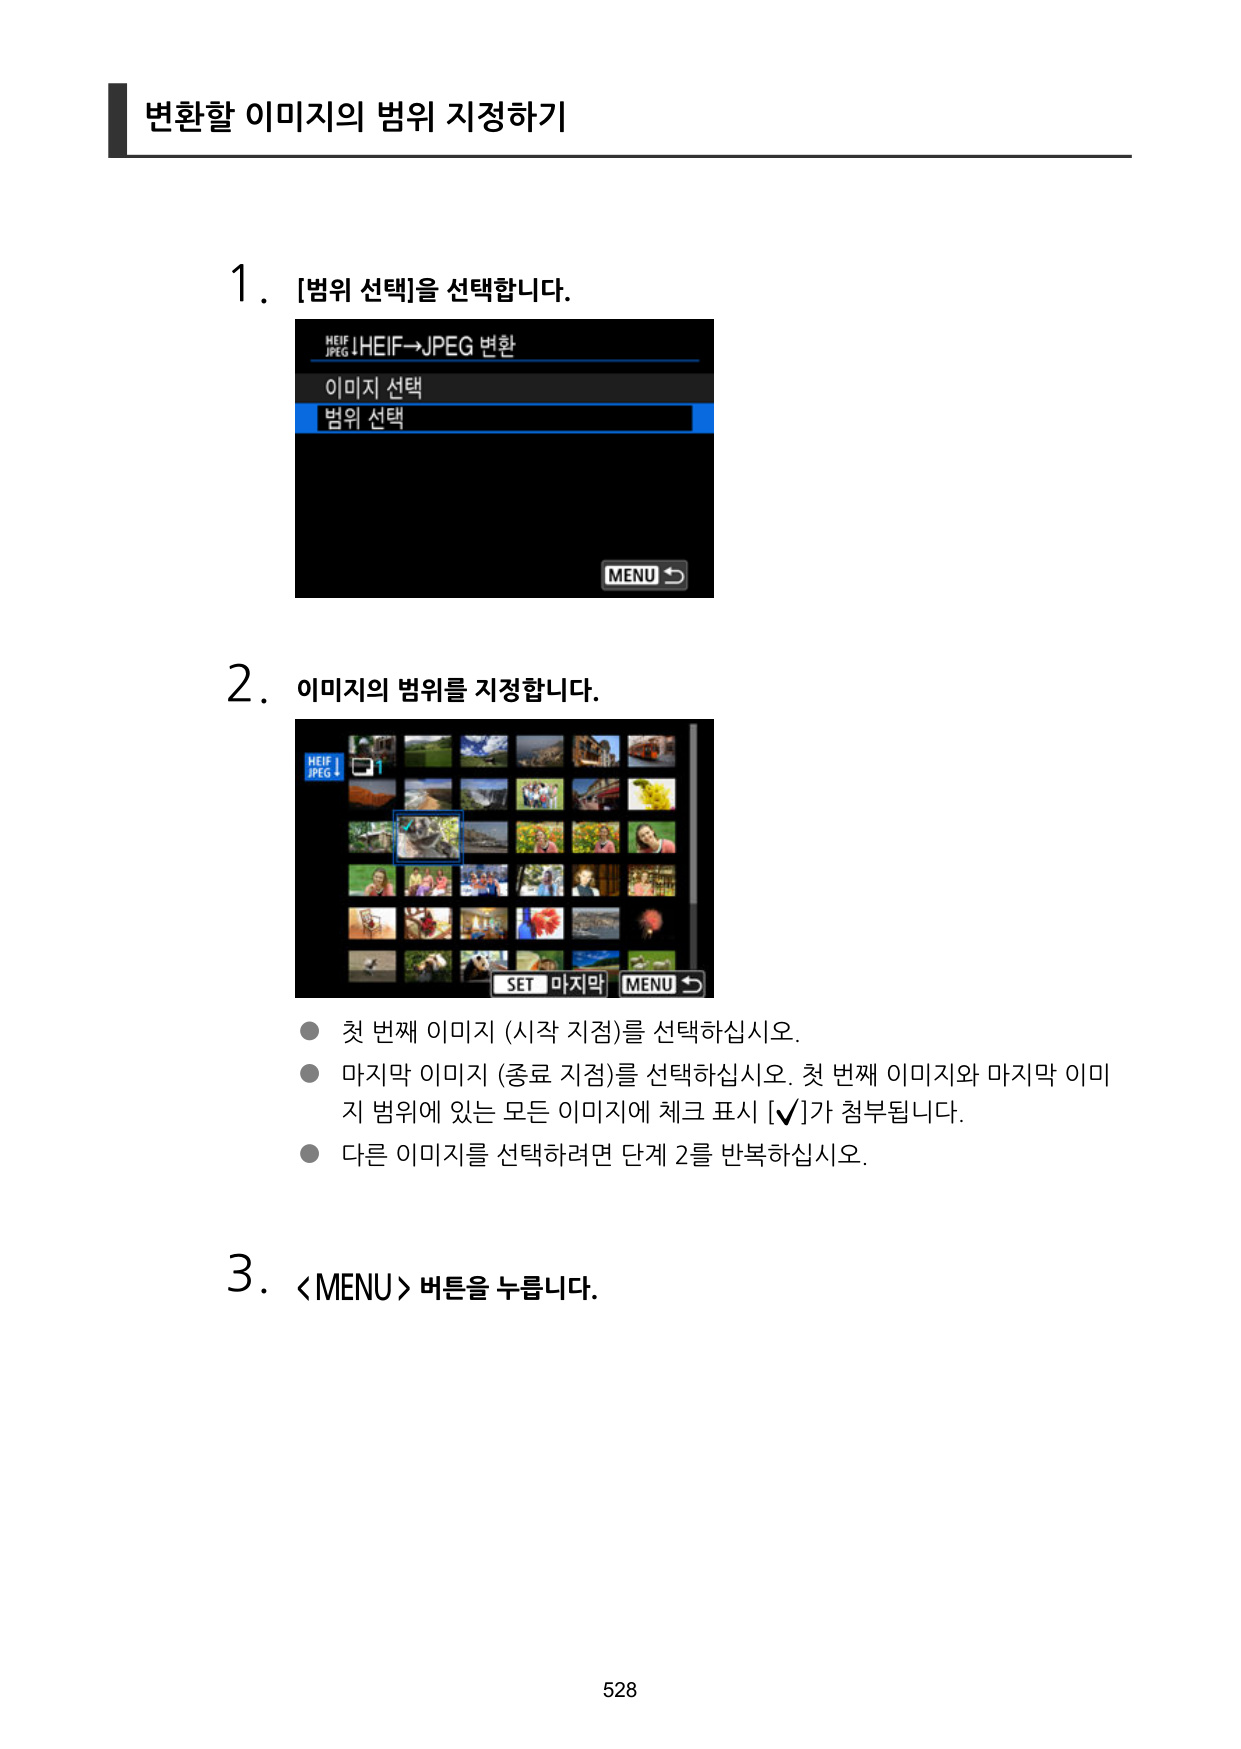 변환할 이미지의 범위 지정하기
1. [범위 선택]을 선택합니다.
HEIF JPEG↓HEIF→JPEG 변환
이미지 선택
범위 선택
MENU ↩
2. 이미지의 범위를 지정합니다.
HEIF JPEG↓ 1
SET 마지막 MENU ↩
● 첫 번째 이미지 (시작 지점)를 선택하십시오.
● 마지막 이미지 (종료 지점)를 선택하십시오. 첫 번째 이미지와 마지막 이미
지 범위에 있는 모든 이미지에 체크 표시 [✓]가 첨부됩니다.
● 다른 이미지를 선택하려면 단계 2를 반복하십시오.
3. <MENU> 버튼을 누릅니다.
528